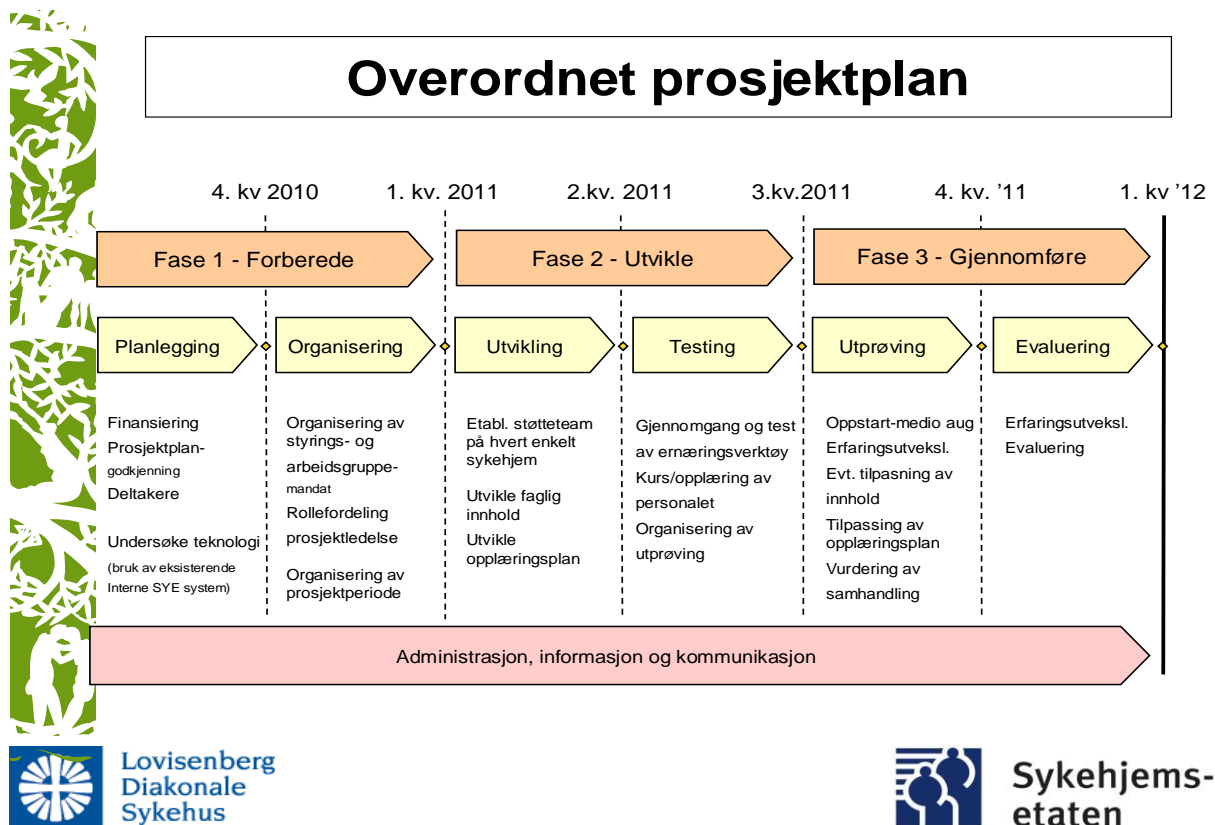 Overordnet prosjektplan
4. kv 2010
1. kv. 2011
2.kv. 2011
3.kv.2011
4. kv. ’11
1. kv ’12
Fase 1 - Forberede
Fase 2 - Utvikle
Fase 3 - Gjennomføre
Planlegging
Organisering
Utvikling
Testing
Utprøving
Evaluering
Finansiering
Prosjektplan-
godkjenning
Deltakere
Undersøke teknologi
(bruk av eksisterende
Interne SYE system)
Organisering av
styrings- og
arbeidsgruppe-
mandat
Rollefordeling
prosjektledelse
Organisering av
prosjektperiode
Etabl. støtteteam
på hvert enkelt
sykehjem
Utvikle faglig
innhold
Utvikle
opplæringsplan
Gjennomgang og test
av ernæringsverktøy
Kurs/opplæring av
personalet
Organisering av
utprøving
Oppstart-medio aug
Erfaringsutveksl.
Evt. tilpasning av
innhold
Tilpassing av
opplæringsplan
Vurdering av
samhandling
Erfaringsutveksl.
Evaluering
Administrasjon, informasjon og kommunikasjon
Lovisenberg
Diakonale
Sykehus
Sykehjems-
etaten